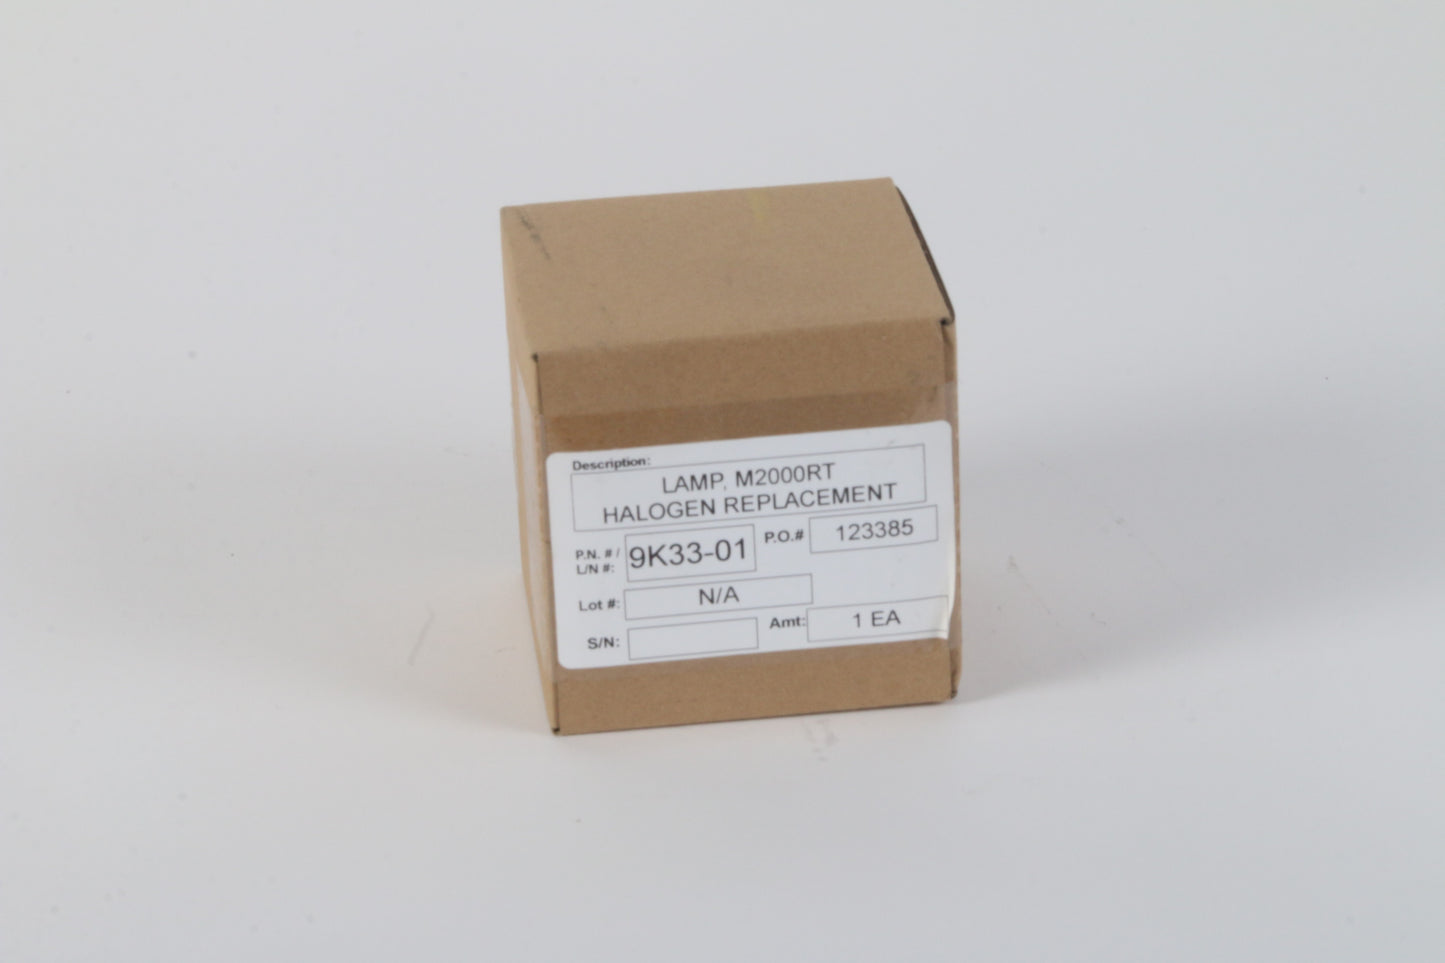 Description:
LAMP, M2000RT
HALOGEN REPLACEMENT
P.N. # /
L/N #:
9K33-01
P.O.#
123385
Lot #:
N/A
S/N:
Amt:
1 EA